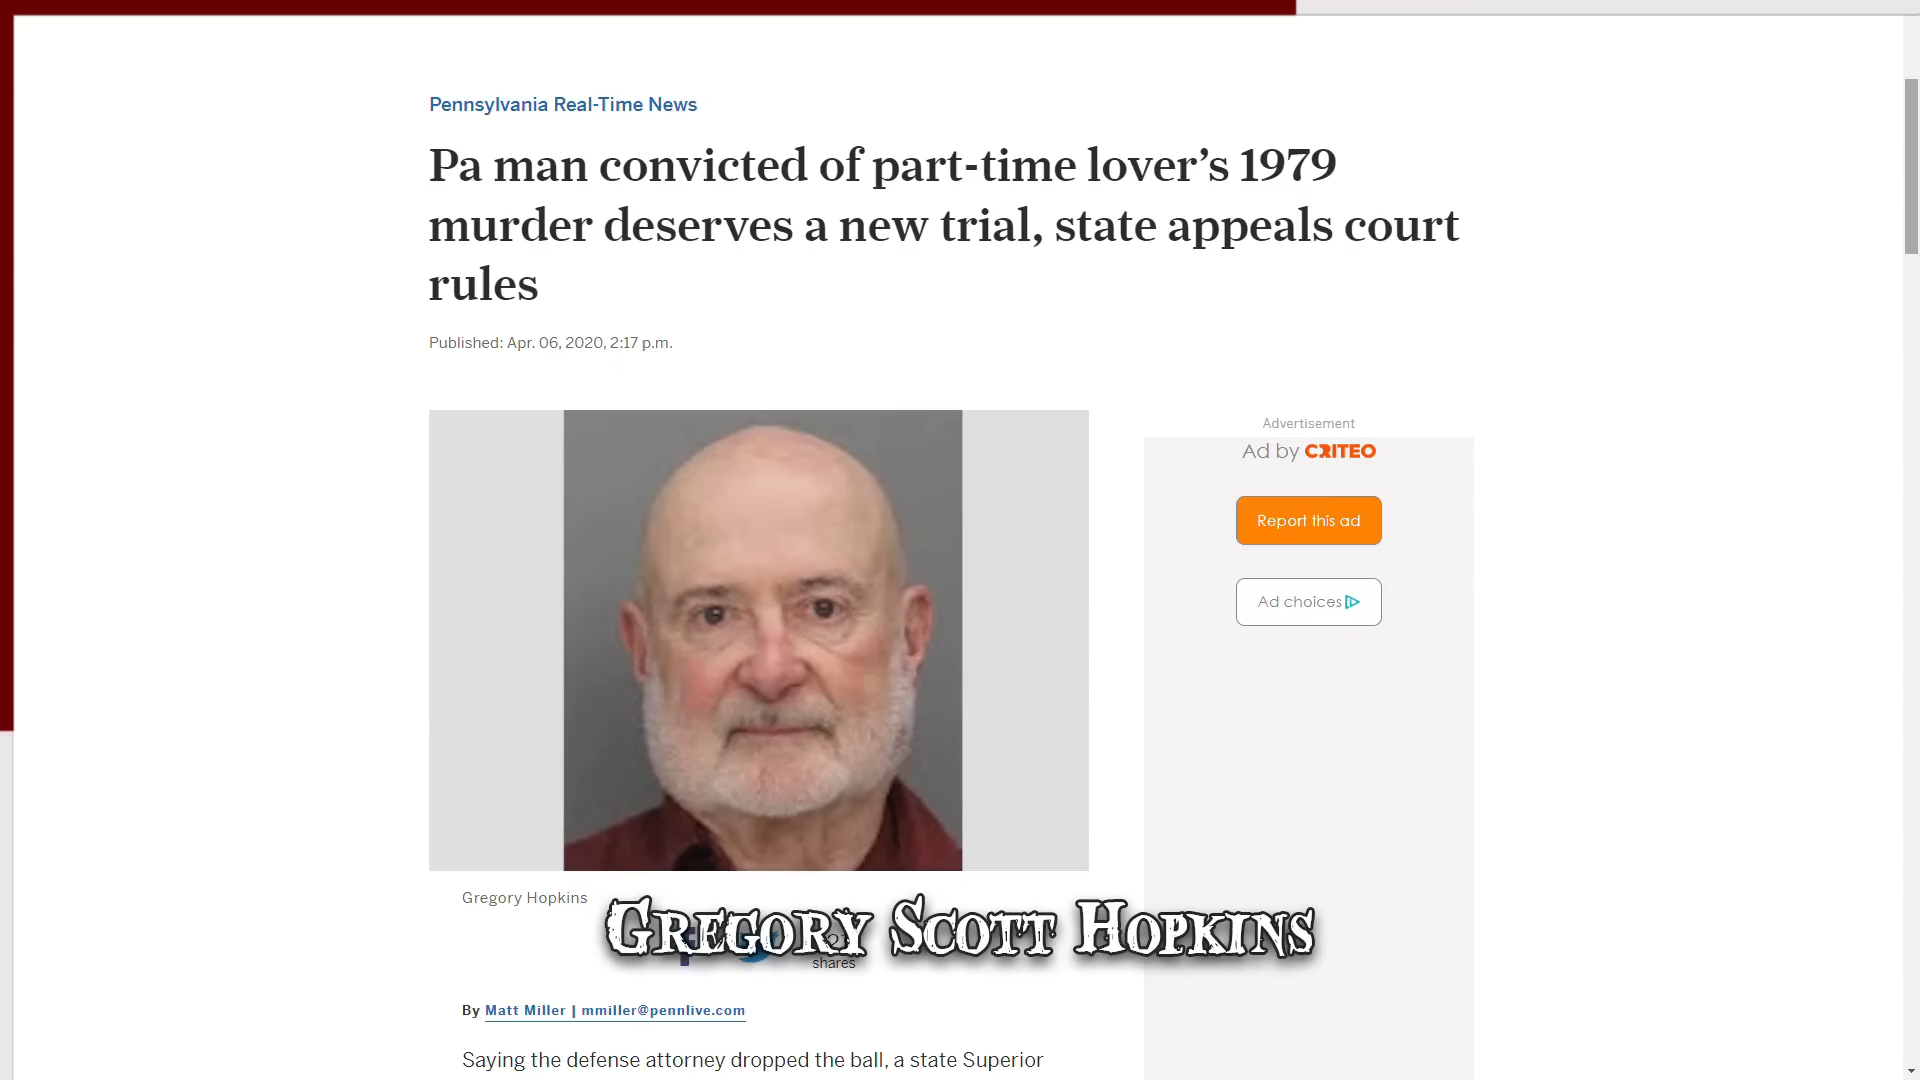 Pennsylvania Real-Time News
Pa man convicted of part-time lover’s 1979
murder deserves a new trial, state appeals court
rules
Published: Apr. 06, 2020, 2:17 p.m.
Advertisement
Ad by CRITEO
Report this ad
Ad choices
Gregory Hopkins
Gregory Scott Hopkins
shares
By Matt Miller | mmiller@pennlive.com
Saying the defense attorney dropped the ball, a state Superior